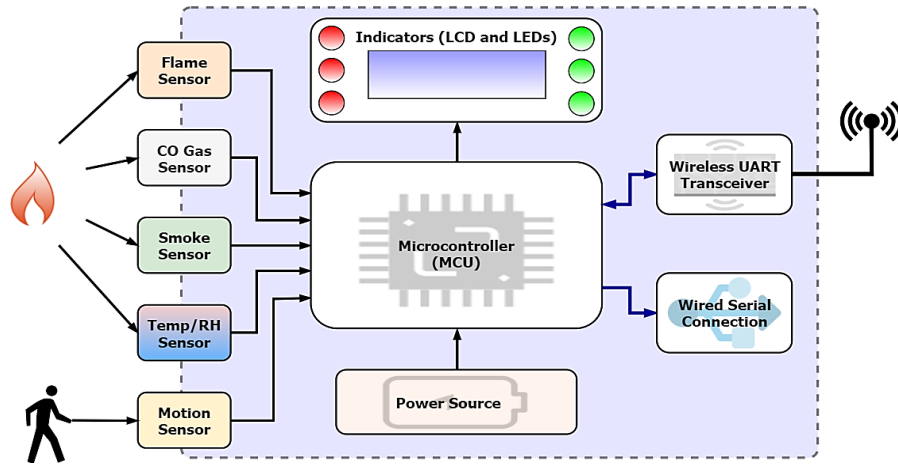 Indicators (LCD and LEDs)
Flame
Sensor
CO Gas
Sensor
Smoke
Sensor
Temp/RH
Sensor
Motion
Sensor
Microcontroller
(MCU)
Wireless UART
Transceiver
Wired Serial
Connection
Power Source